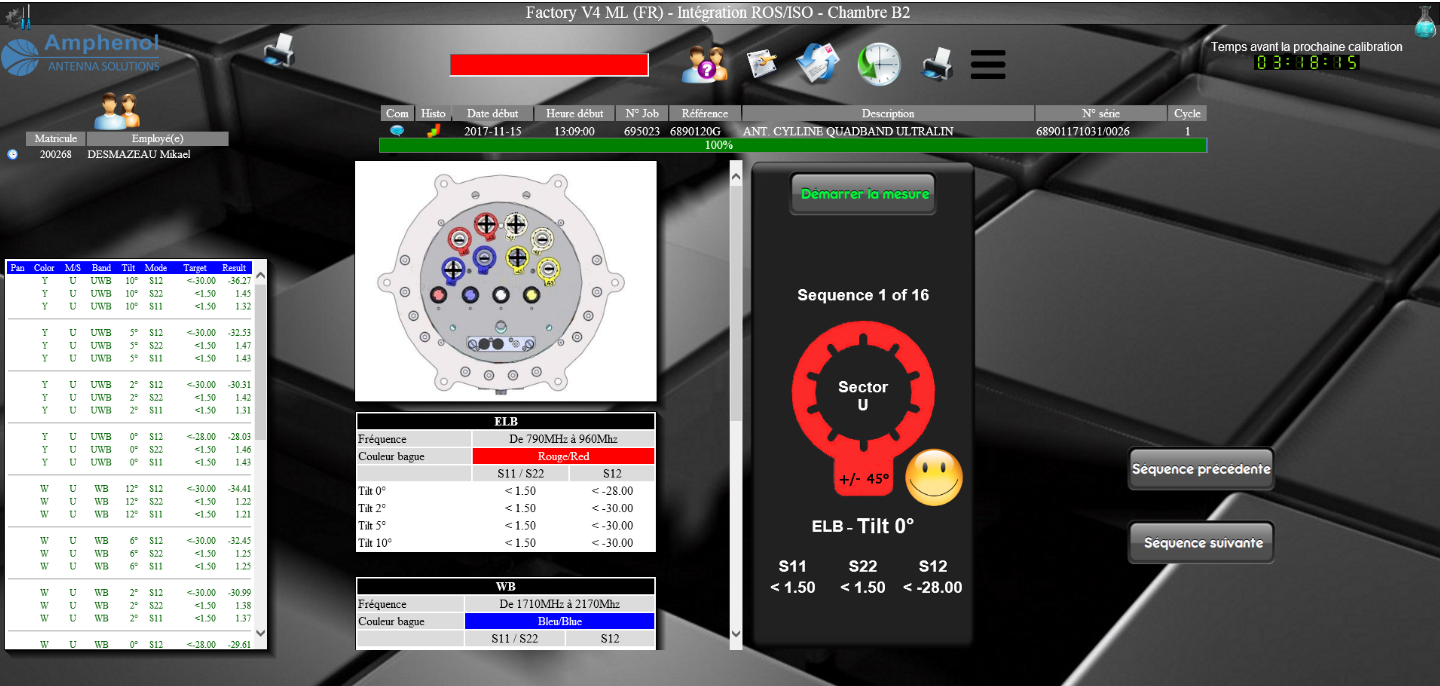 Factory V4 ML (FR) - Intégration ROS/ISO - Chambre B2
Amphenol
ANTENNA SOLUTIONS
Temps avant la prochaine calibration
03:18:15
Matricule Employé(e)
200268 DESMAZEAU Mikael
Com Histo Date début Heure début N° Job Référence Description N° série Cycle
2017-11-15 13:09:00 695023 6890120G ANT. CYLLINE QUADBAND ULTRALIN 68901171031/0026 1
100%
Pan Color M/S Band Tilt Mode Target Result
Y U UWB 10° S12 <-30.00 -36.27
Y U UWB 10° S22 <1.50 1.45
Y U UWB 10° S11 <1.50 1.32
Y U UWB 5° S12 <-30.00 -32.53
Y U UWB 5° S22 <1.50 1.47
Y U UWB 5° S11 <1.50 1.43
Y U UWB 2° S12 <-30.00 -30.31
Y U UWB 2° S22 <1.50 1.42
Y U UWB 2° S11 <1.50 1.31
Y U UWB 0° S12 <-28.00 -28.03
Y U UWB 0° S22 <1.50 1.46
Y U UWB 0° S11 <1.50 1.43
W U WB 12° S12 <-30.00 -34.41
W U WB 12° S22 <1.50 1.22
W U WB 12° S11 <1.50 1.21
W U WB 6° S12 <-30.00 -32.45
W U WB 6° S22 <1.50 1.25
W U WB 6° S11 <1.50 1.25
W U WB 2° S12 <-30.00 -30.99
W U WB 2° S22 <1.50 1.38
W U WB 2° S11 <1.50 1.37
W U WB 0° S12 <-28.00 -29.61
ELB
Fréquence De 790MHz à 960Mhz
Couleur bague Rouge/Red
S11 / S22 S12
Tilt 0° < 1.50 < -28.00
Tilt 2° < 1.50 < -30.00
Tilt 5° < 1.50 < -30.00
Tilt 10° < 1.50 < -30.00
WB
Fréquence De 1710MHz à 2170Mhz
Couleur bague Bleu/Blue
S11 / S22 S12
Démarrer la mesure
Sequence 1 of 16
Sector
U
+/- 45°
ELB - Tilt 0°
S11 S22 S12
< 1.50 < 1.50 < -28.00
Séquence précédente
Séquence suivante